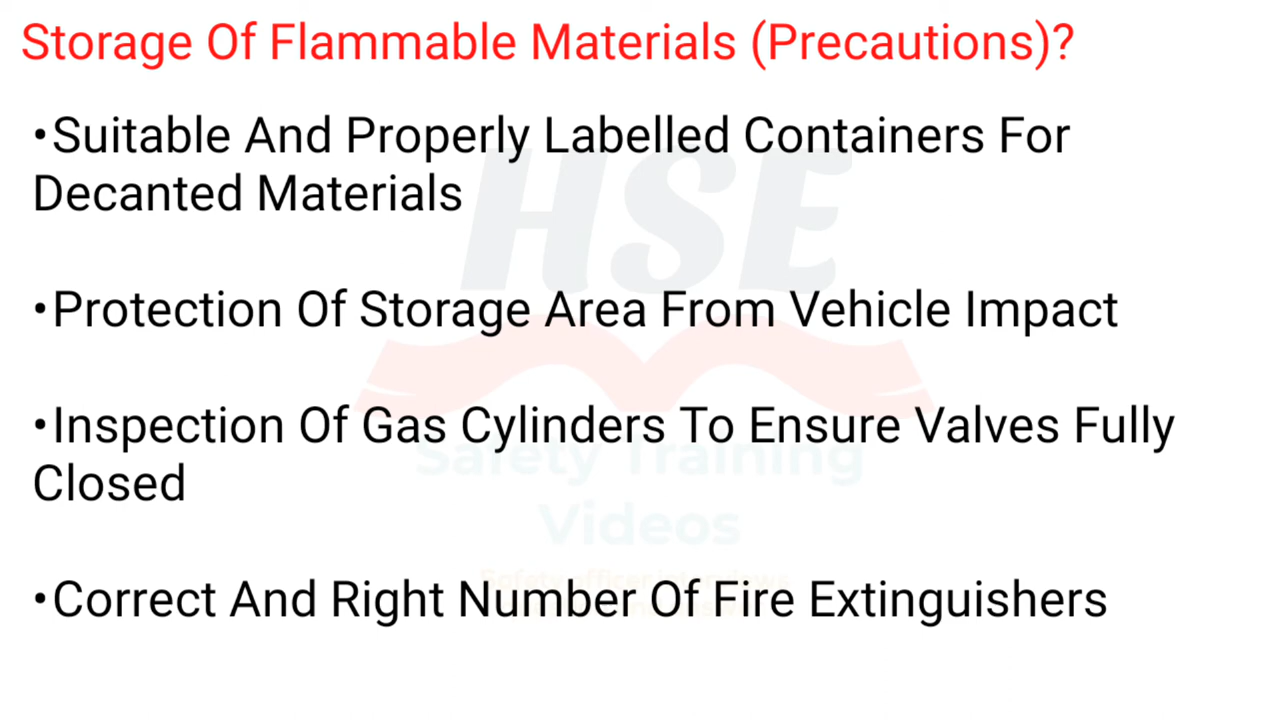 Storage Of Flammable Materials (Precautions)?
•Suitable And Properly Labelled Containers For
Decanted Materials
•Protection Of Storage Area From Vehicle Impact
•Inspection Of Gas Cylinders To Ensure Valves Fully
Closed
•Correct And Right Number Of Fire Extinguishers
HSE
Safety Training
Videos